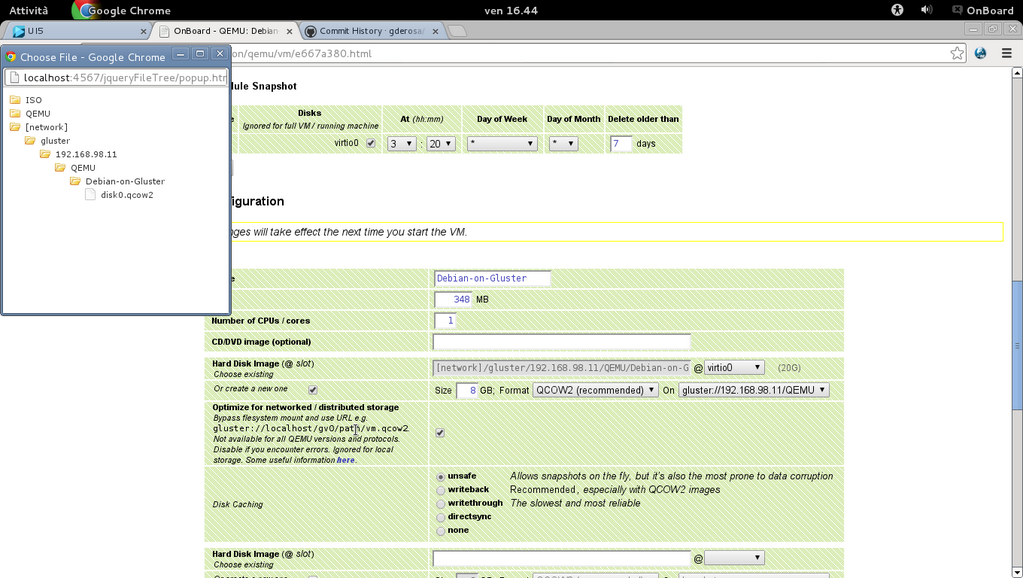 Attività
Google Chrome
ven 16.44
OnBoard
UI5
OnBoard - QEMU: Debian
Commit History · gderosa/
on/qemu/vm/e667a380.html
Choose File - Google Chrome
localhost:4567/jqueryFileTree/popup.htm
ISO
QEMU
[network]
gluster
192.168.98.11
QEMU
Debian-on-Gluster
disk0.qcow2
ule Snapshot
Disks
Ignored for full VM / running machine
At (hh:mm)
Day of Week
Day of Month
Delete older than
virtio0
3 : 20 * * 7 days
guration
nges will take effect the next time you start the VM.
Debian-on-Gluster
348 MB
Number of CPUs / cores
1
CD/DVD image (optional)
Hard Disk Image (@ slot)
Choose existing
[network]/gluster/192.168.98.11/QEMU/Debian-on-G @ virtio0 (20G)
Or create a new one
Size 8 GB; Format QCOW2 (recommended) On gluster://192.168.98.11/QEMU
Optimize for networked / distributed storage
Bypass filesystem mount and use URL e.g.
gluster://localhost/gv0/path/vm.qcow2.
Not available for all QEMU versions and protocols.
Disable if you encounter errors. Ignored for local
storage. Some useful information here.
Disk Caching
unsafe Allows snapshots on the fly, but it's also the most prone to data corruption
writeback Recommended, especially with QCOW2 images
writethrough The slowest and most reliable
directsync
none
Hard Disk Image (@ slot)
Choose existing
@